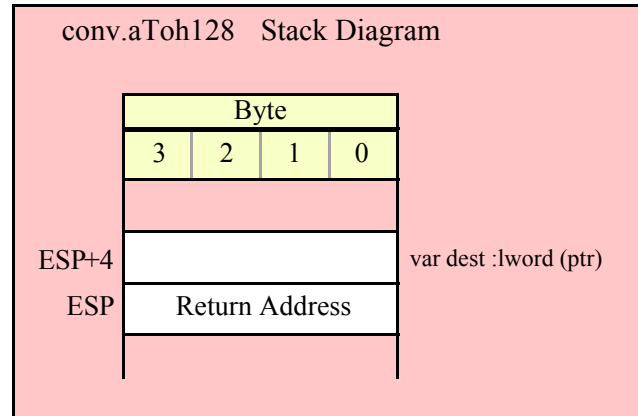 conv.aToh128 Stack Diagram
Byte
3 2 1 0
ESP+4 var dest :lword (ptr)
ESP Return Address